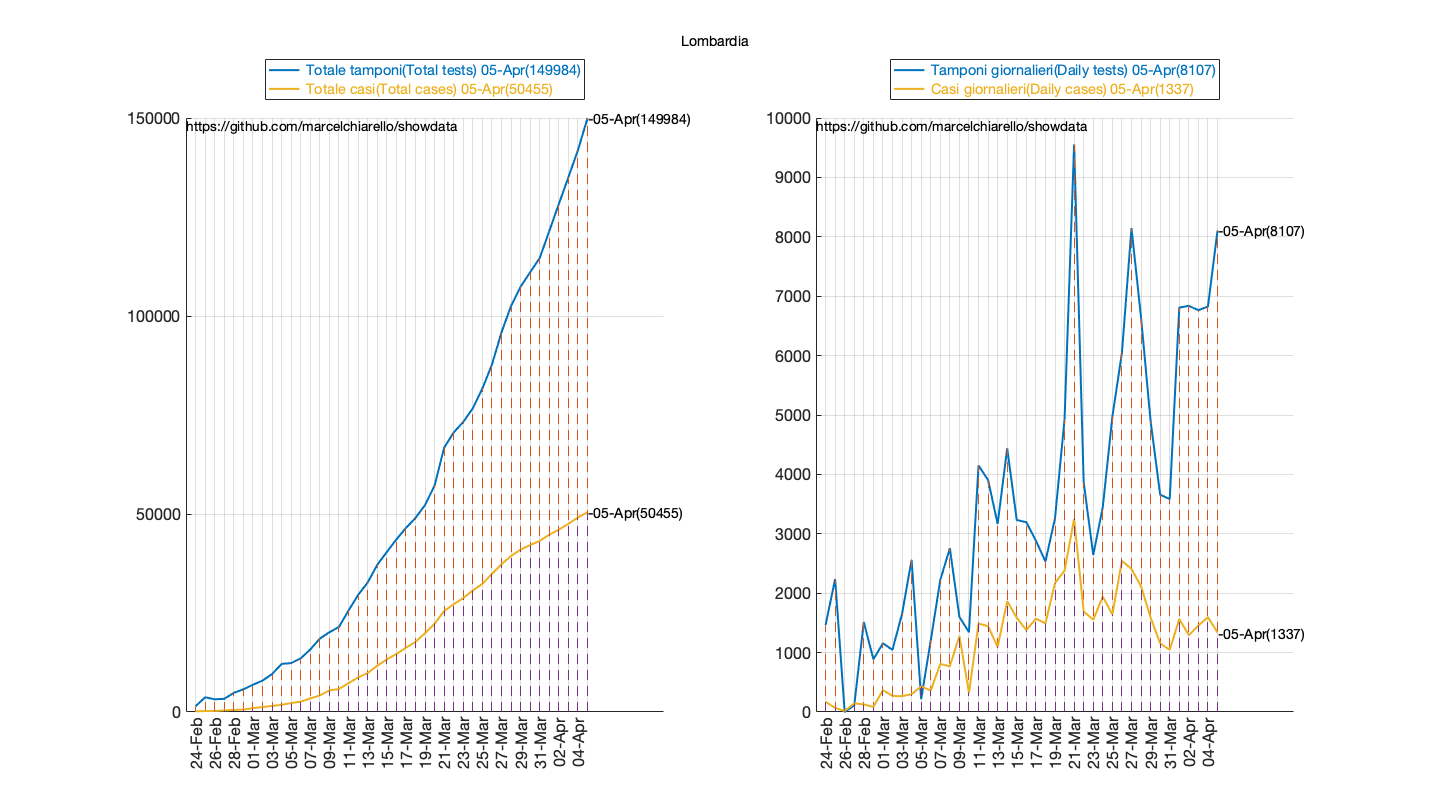 Lombardia
Totale tamponi(Total tests) 05-Apr(149984)
Totale casi(Total cases) 05-Apr(50455)
150000
https://github.com/marcelchiarello/showdata
-05-Apr(149984)
100000
50000
-05-Apr(50455)
0
24-Feb
26-Feb
28-Feb
01-Mar
03-Mar
05-Mar
07-Mar
09-Mar
11-Mar
13-Mar
15-Mar
17-Mar
19-Mar
21-Mar
23-Mar
25-Mar
27-Mar
29-Mar
31-Mar
02-Apr
04-Apr
Tamponi giornalieri(Daily tests) 05-Apr(8107)
Casi giornalieri(Daily cases) 05-Apr(1337)
10000
https://github.com/marcelchiarello/showdata
9000
8000
-05-Apr(8107)
7000
6000
5000
4000
3000
2000
-05-Apr(1337)
1000
0
24-Feb
26-Feb
28-Feb
01-Mar
03-Mar
05-Mar
07-Mar
09-Mar
11-Mar
13-Mar
15-Mar
17-Mar
19-Mar
21-Mar
23-Mar
25-Mar
27-Mar
29-Mar
31-Mar
02-Apr
04-Apr